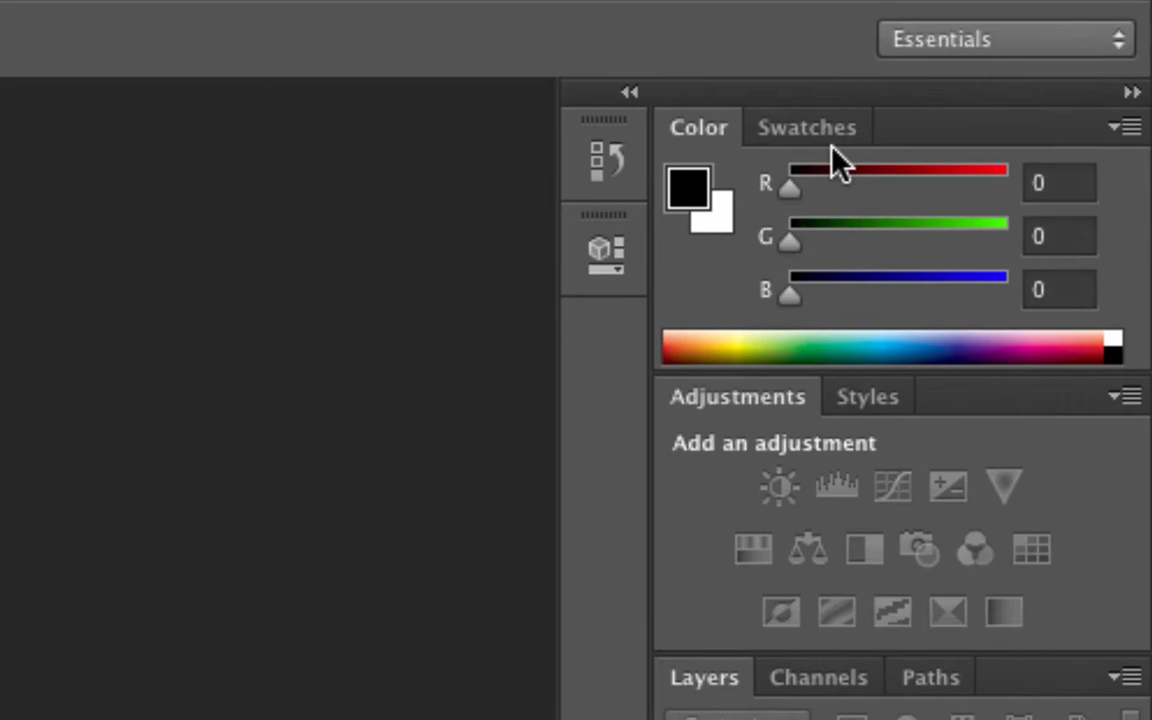 Essentials
Color Swatches
R 0
G 0
B 0
Adjustments Styles
Add an adjustment
Layers Channels Paths